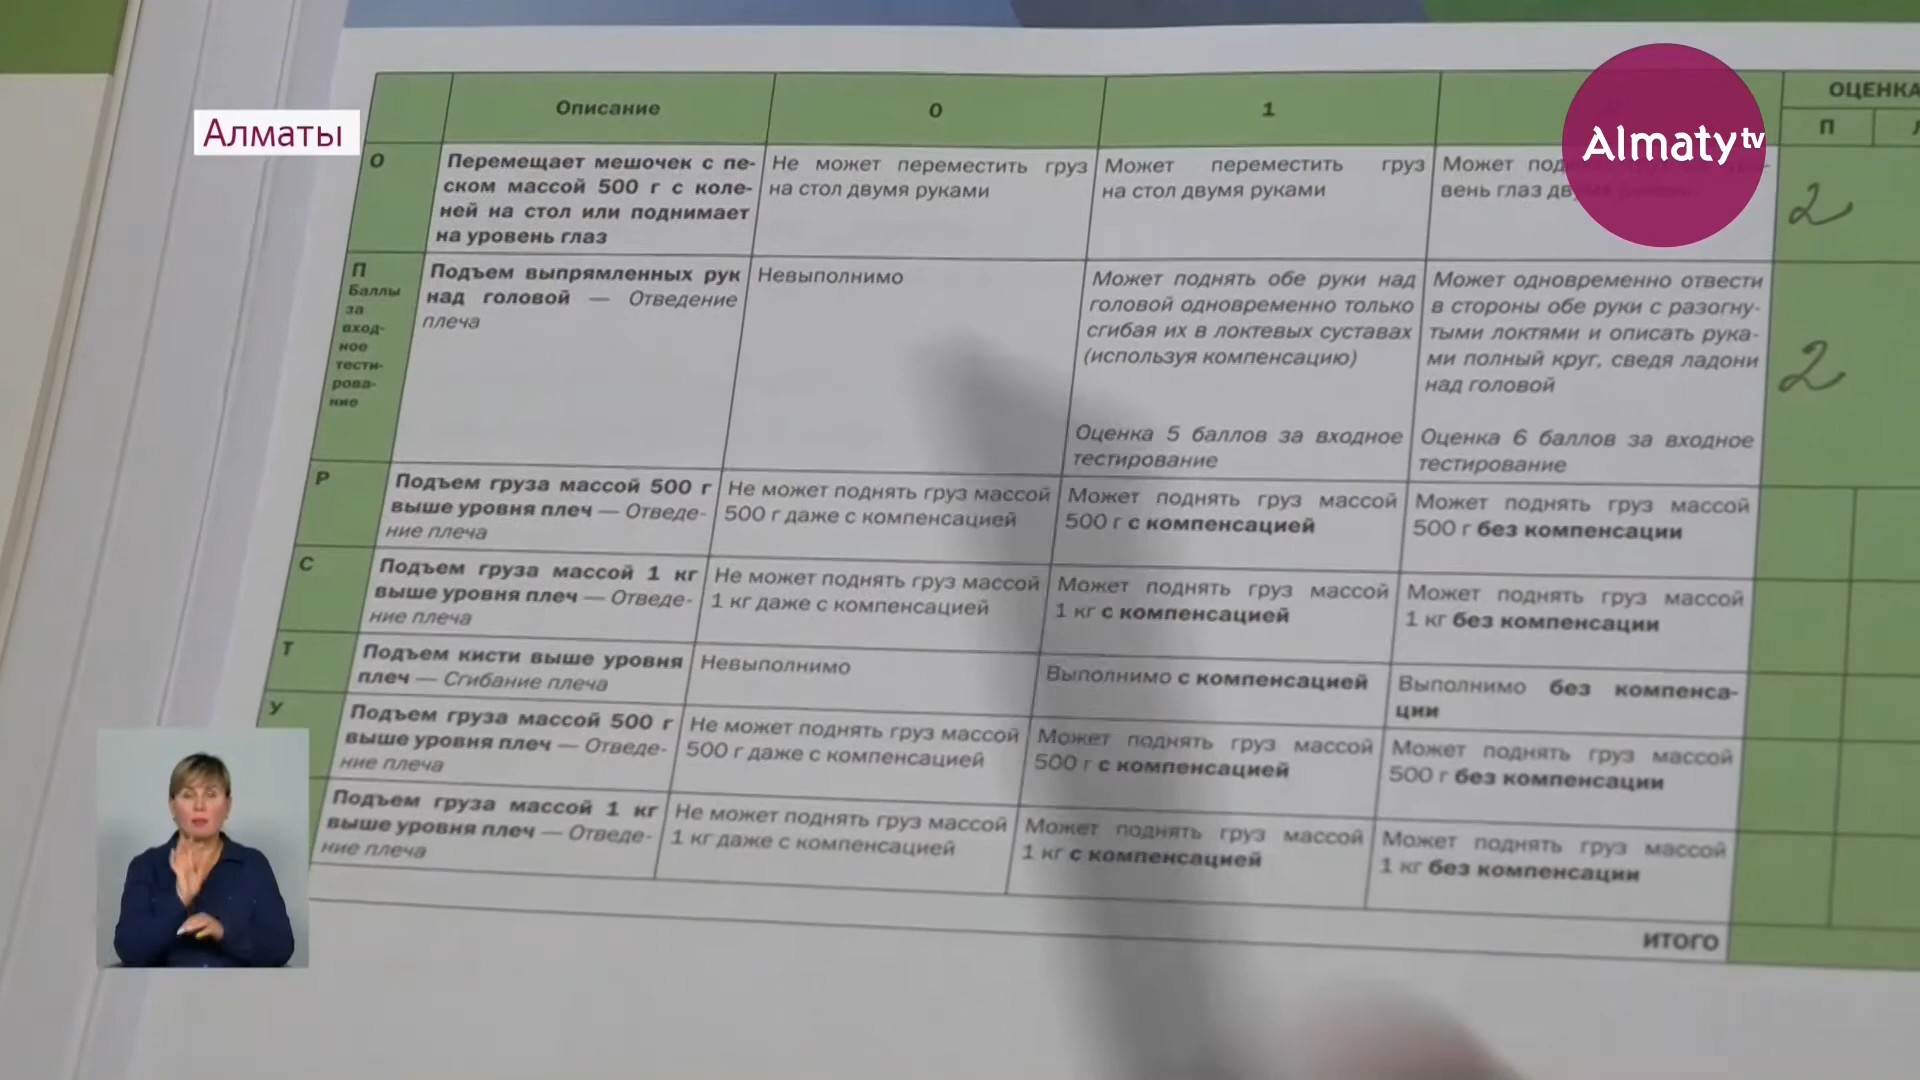 Алматы
Almaty tv
Описание
0
1
ОЦЕНКА
П
О
Перемещает мешочек с пе-
ском массой 500 г с коле-
ней на стол или поднимает
на уровень глаз
Не может переместить груз
на стол двумя руками
Может переместить груз
на стол двумя руками
Может
вень глаз
2
П
Баллы
за
вход-
ное
тести-
рова-
ние
Подъем выпрямленных рук
над головой — Отведение
плеча
Невыполнимо
Может поднять обе руки над
головой одновременно только
сгибая их в локтевых суставах
(используя компенсацию)
Оценка 5 баллов за входное
тестирование
Может одновременно отвести
в стороны обе руки с разогну-
тыми локтями и описать рука-
ми полный круг, сведя ладони
над головой
Оценка 6 баллов за входное
тестирование
2
Р
Подъем груза массой 500 г
выше уровня плеч — Отведе-
ние плеча
Не может поднять груз массой
500 г даже с компенсацией
Может поднять груз массой
500 г с компенсацией
Может поднять груз массой
500 г без компенсации
С
Подъем груза массой 1 кг
выше уровня плеч — Отведе-
ние плеча
Не может поднять груз массой
1 кг даже с компенсацией
Может поднять груз массой
1 кг с компенсацией
Может поднять груз массой
1 кг без компенсации
Т
Подъем кисти выше уровня
плеч — Сгибание плеча
Невыполнимо
Выполнимо с компенсацией
Выполнимо без компенса-
ции
У
Подъем груза массой 500 г
выше уровня плеч — Отведе-
ние плеча
Не может поднять груз массой
500 г даже с компенсацией
Может поднять груз массой
500 г с компенсацией
Может поднять груз массой
500 г без компенсации
Подъем груза массой 1 кг
выше уровня плеч — Отведе-
ние плеча
Не может поднять груз массой
1 кг даже с компенсацией
Может поднять груз массой
1 кг с компенсацией
Может поднять груз массой
1 кг без компенсации
ИТОГО